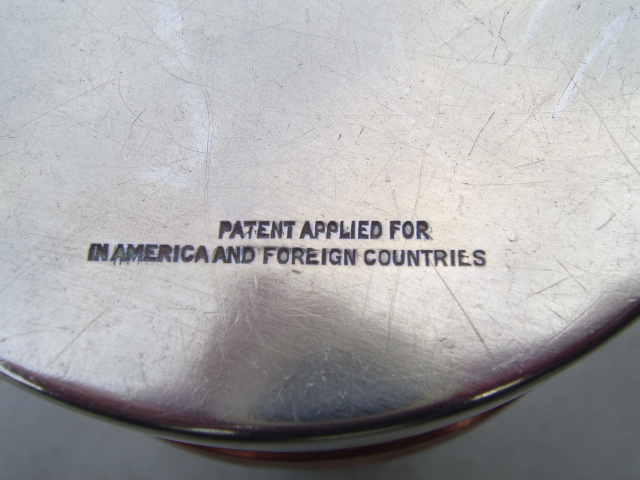 PATENT APPLIED FOR
IN AMERICA AND FOREIGN COUNTRIES